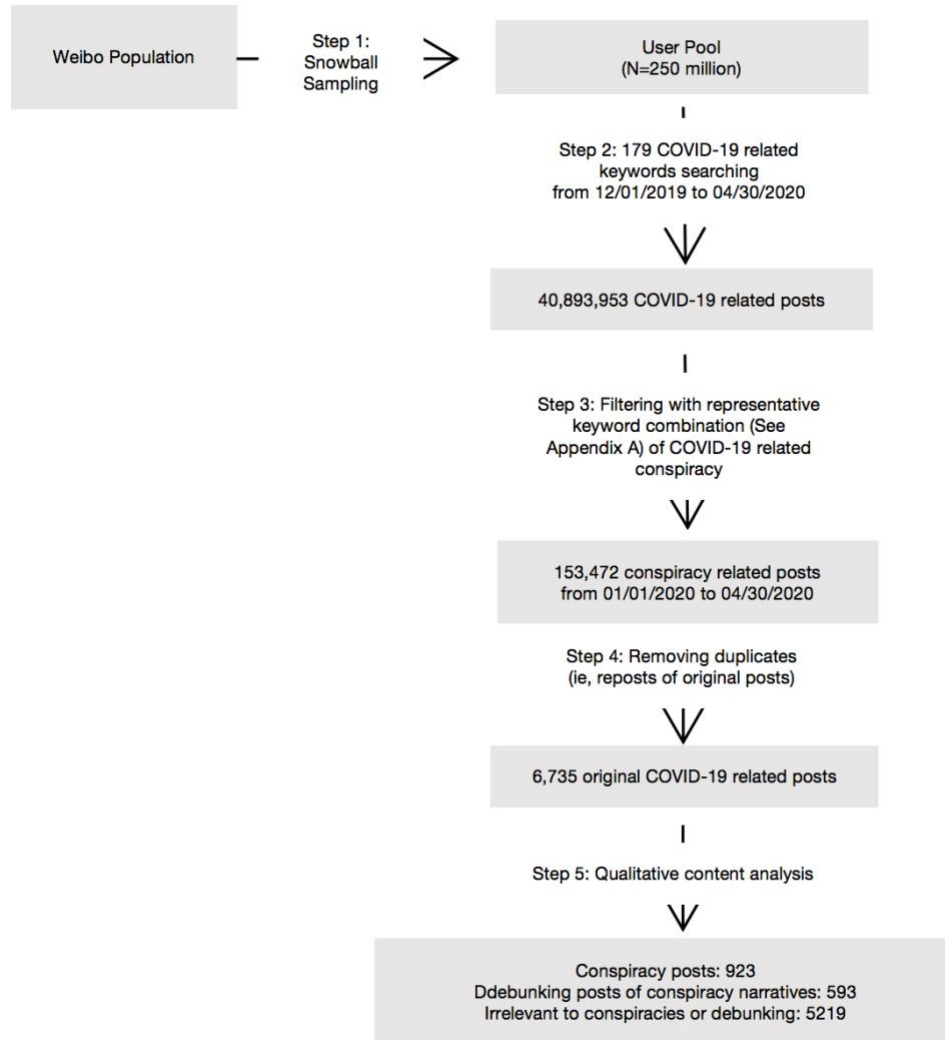 Weibo Population
Step 1:
Snowball
Sampling
User Pool
(N=250 million)
Step 2: 179 COVID-19 related
keywords searching
from 12/01/2019 to 04/30/2020
40,893,953 COVID-19 related posts
Step 3: Filtering with representative
keyword combination (See
Appendix A) of COVID-19 related
conspiracy
153,472 conspiracy related posts
from 01/01/2020 to 04/30/2020
Step 4: Removing duplicates
(ie, reposts of original posts)
6,735 original COVID-19 related posts
Step 5: Qualitative content analysis
Conspiracy posts: 923
Ddebunking posts of conspiracy narratives: 593
Irrelevant to conspiracies or debunking: 5219